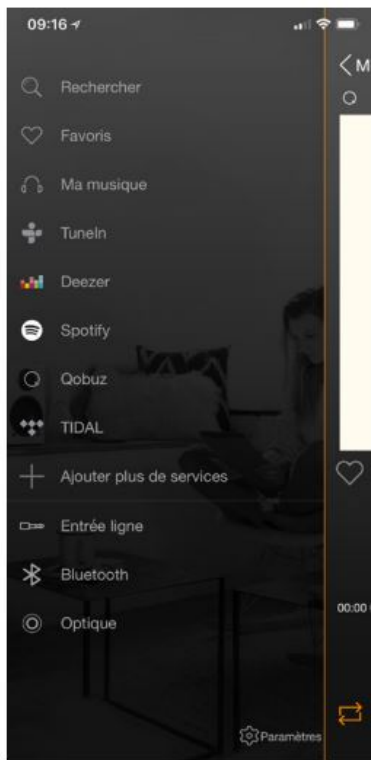 09:16
M
Rechercher
Favoris
Ma musique
TuneIn
Deezer
Spotify
Qobuz
TIDAL
Ajouter plus de services
Entrée ligne
Bluetooth
Optique
00:00
Paramètres